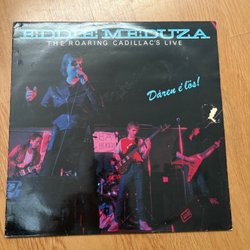 EDDIE MEDUZA
THE ROARING CADILLAC'S LIVE
Dåren é lös!